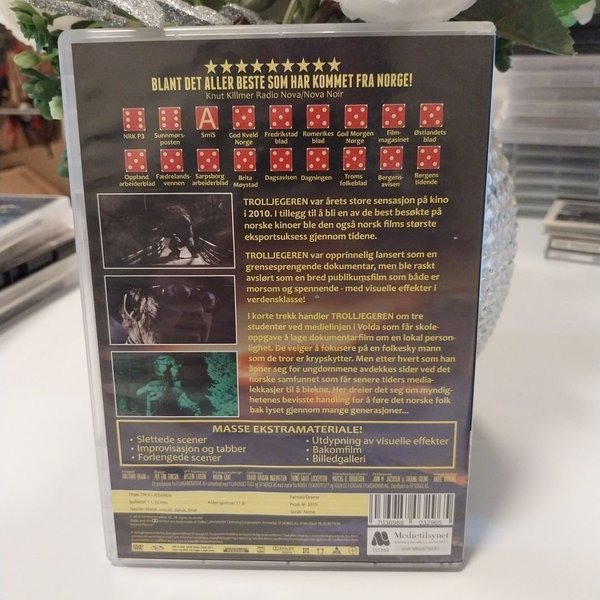 BLANT DET ALLER BESTE SOM HAR KOMMET FRA NORGE!
Knut Killmer Radio Nova/Nova Noir
A
NRK P3
Sunnmørs-
posten
SmiS
God Kveld
Norge
Fredrikstad
blad
Romerikes
blad
God Morgen
Norge
Film-
magasinet
Østlandets
blad
Oppland
arbeiderblad
Fædrelands-
vennen
Sarpsborg
arbeiderblad
Brita
Møystad
Dagsavisen
Dagningen
Troms
folkeblad
Bergens-
avisen
Bergens
tidende
TROLLJEGEREN var årets store sensasjon på kino
i 2010. I tillegg til å bli en av de best besøkte på
norske kinoer ble den også norsk films største
eksportsuksess gjennom tidene.
TROLLJEGEREN var opprinnelig lansert som en
grensesprengende dokumentar, men ble raskt
avslørt som en bred publikumsfilm som både er
morsom og spennende - med visuelle effekter i
verdensklasse!
I korte trekk handler TROLLJEGEREN om tre
studenter ved medielinjen i Volda som får skole-
oppgave å lage dokumentarfilm om en lokal person-
lighet. De velger å fokusere på en folkesky mann
som de tror er krypskytter. Men etter hvert som han
åpner seg for ungdommene avdekkes sider ved det
norske samfunnet som får senere tiders media-
lekkasjer til å blekne. Her dreier det seg om myndig-
hetenes bevisste handling for å føre det norske folk
bak lyset gjennom mange generasjoner...
MASSE EKSTRAMATERIALE!
• Slettede scener
• Improvisasjon og tabber
• Forlengede scener
• Utdypning av visuelle effekter
• Bakomfilm
• Billedgalleri
Tittel: TROLLJEGEREN
Språk: Norsk
7036988 032965
Medietilsynet